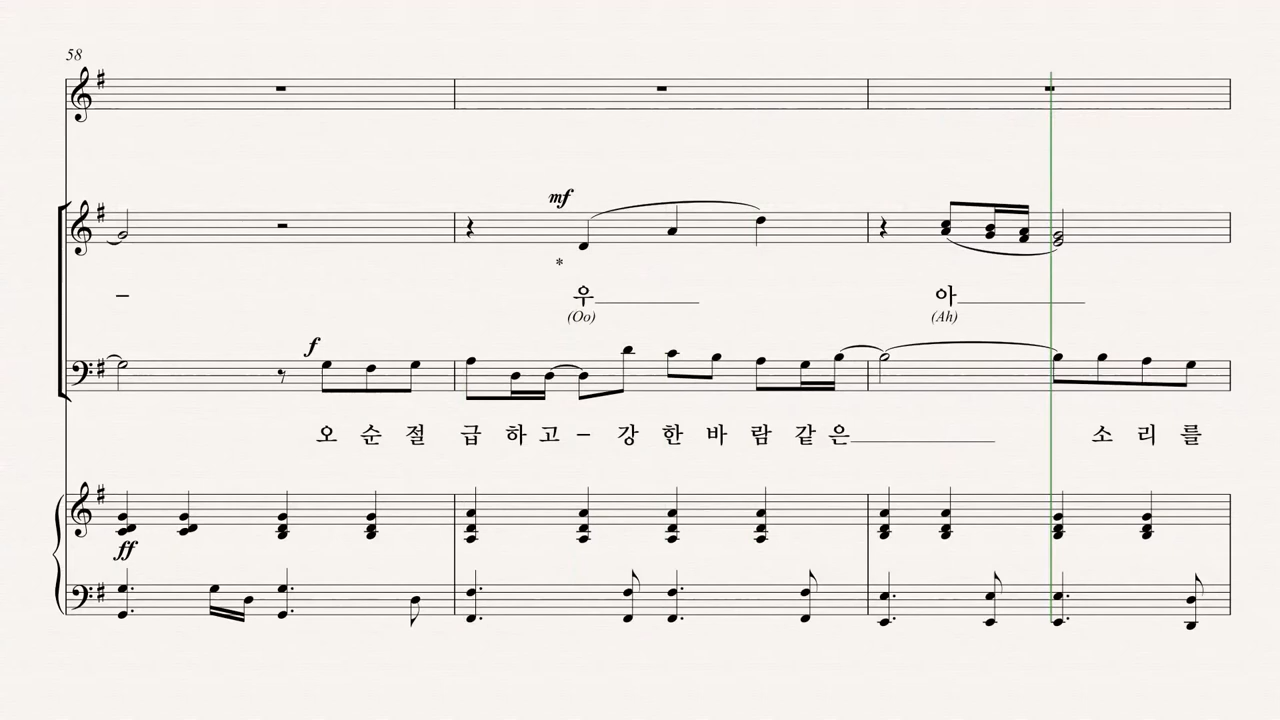 58
mf
*
– 우 아
(Oo) (Ah)
f
오 순 절 급 하 고 – 강 한 바 람 같 은 소 리 를
ff